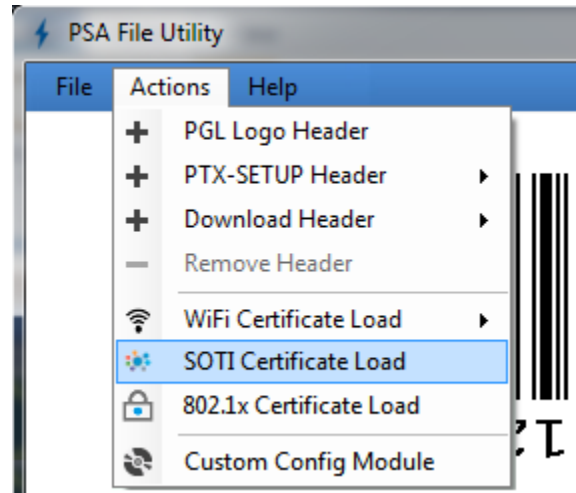 PSA File Utility
File Actions Help
PGL Logo Header
PTX-SETUP Header
Download Header
Remove Header
WiFi Certificate Load
SOTI Certificate Load
802.1x Certificate Load
Custom Config Module